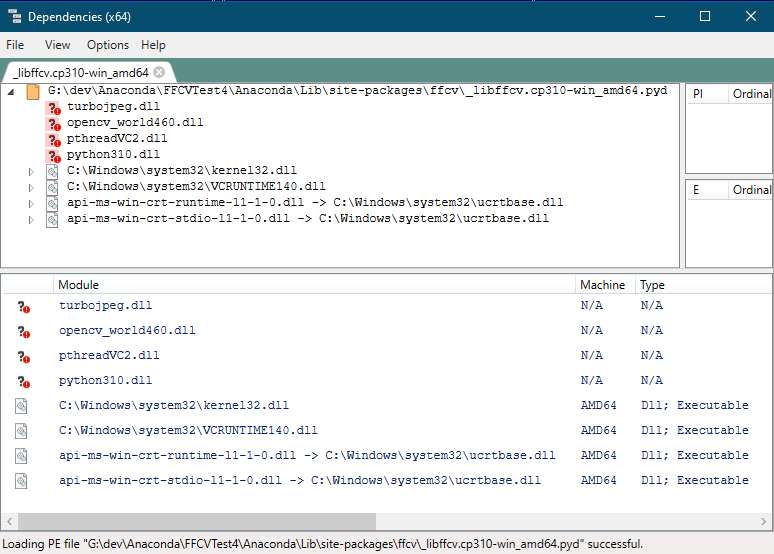 Dependencies (x64)
File View Options Help
_libffcv.cp310-win_amd64
G:\dev\Anaconda\FFCVTest4\Anaconda\Lib\site-packages\ffcv\_libffcv.cp310-win_amd64.pyd
turbojpeg.dll
opencv_world460.dll
pthreadVC2.dll
python310.dll
C:\Windows\system32\kernel32.dll
C:\Windows\system32\VCRUNTIME140.dll
api-ms-win-crt-runtime-l1-1-0.dll -> C:\Windows\system32\ucrtbase.dll
api-ms-win-crt-stdio-l1-1-0.dll -> C:\Windows\system32\ucrtbase.dll
PI Ordinal
E Ordinal
Module Machine Type
turbojpeg.dll N/A N/A
opencv_world460.dll N/A N/A
pthreadVC2.dll N/A N/A
python310.dll N/A N/A
C:\Windows\system32\kernel32.dll AMD64 Dll; Executable
C:\Windows\system32\VCRUNTIME140.dll AMD64 Dll; Executable
api-ms-win-crt-runtime-l1-1-0.dll -> C:\Windows\system32\ucrtbase.dll AMD64 Dll; Executable
api-ms-win-crt-stdio-l1-1-0.dll -> C:\Windows\system32\ucrtbase.dll AMD64 Dll; Executable
Loading PE file "G:\dev\Anaconda\FFCVTest4\Anaconda\Lib\site-packages\ffcv\_libffcv.cp310-win_amd64.pyd" successful.